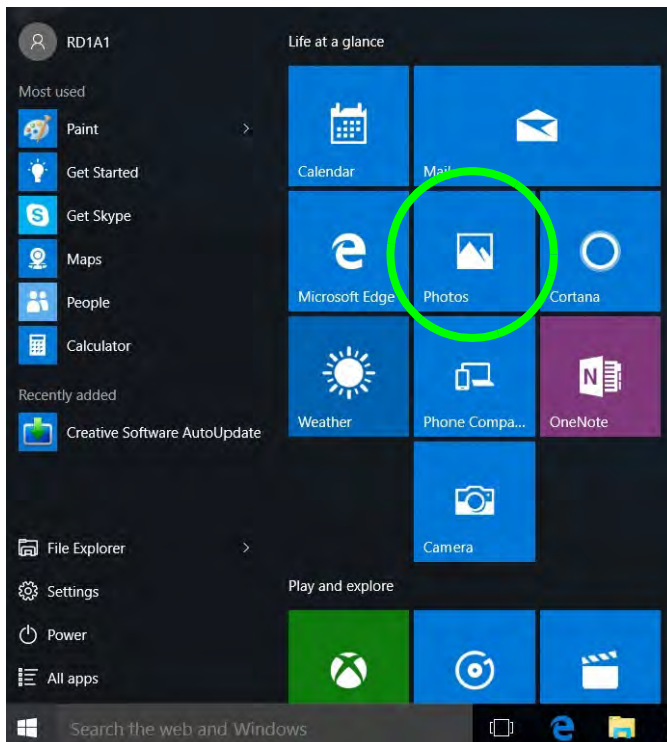 RD1A1
Most used
Paint
Get Started
Get Skype
Maps
People
Calculator
Recently added
Creative Software AutoUpdate
File Explorer
Settings
Power
All apps
Life at a glance
Calendar
Mail
Microsoft Edge
Photos
Cortana
Weather
Phone Compa...
OneNote
Camera
Play and explore
Search the web and Windows